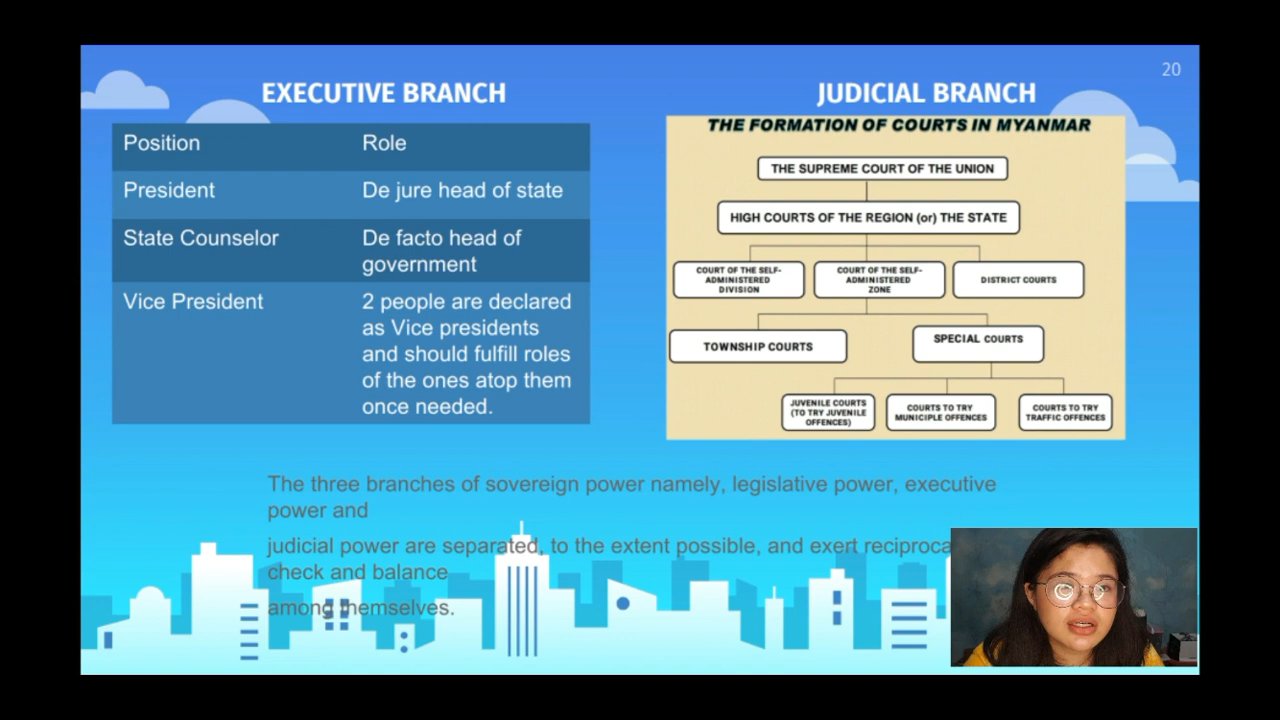 20
EXECUTIVE BRANCH
Position Role
President De jure head of state
State Counselor De facto head of
government
Vice President 2 people are declared
as Vice presidents
and should fulfill roles
of the ones atop them
once needed.
JUDICIAL BRANCH
THE FORMATION OF COURTS IN MYANMAR
THE SUPREME COURT OF THE UNION
HIGH COURTS OF THE REGION (or) THE STATE
COURT OF THE SELF-
ADMINISTERED
DIVISION
COURT OF THE SELF-
ADMINISTERED
ZONE
DISTRICT COURTS
TOWNSHIP COURTS
SPECIAL COURTS
JUVENILE COURTS
(TO TRY JUVENILE
OFFENCES)
COURTS TO TRY
MUNICIPLE OFFENCES
COURTS TO TRY
TRAFFIC OFFENCES
The three branches of sovereign power namely, legislative power, executive
power and
judicial power are separated, to the extent possible, and exert reciproca
check and balance
among themselves.